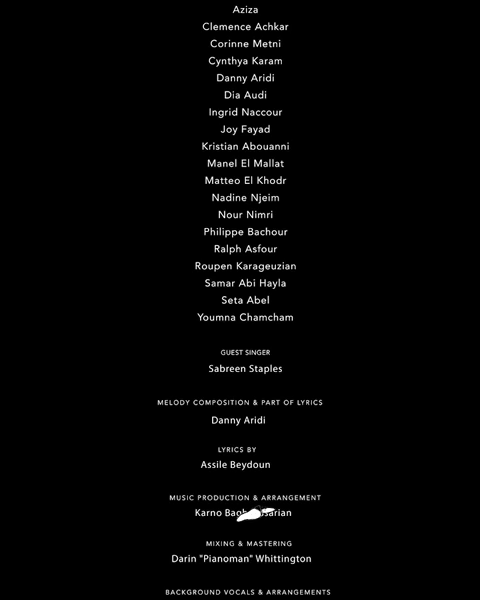 Aziza
Clemence Achkar
Corinne Metni
Cynthya Karam
Danny Aridi
Dia Audi
Ingrid Naccour
Joy Fayad
Kristian Abouanni
Manel El Mallat
Matteo El Khodr
Nadine Njeim
Nour Nimri
Philippe Bachour
Ralph Asfour
Roupen Karageuzian
Samar Abi Hayla
Seta Abel
Youmna Chamcham
GUEST SINGER
Sabreen Staples
MELODY COMPOSITION & PART OF LYRICS
Danny Aridi
LYRICS BY
Assile Beydoun
MUSIC PRODUCTION & ARRANGEMENT
Karno
MIXING & MASTERING
Darin "Pianoman" Whittington
BACKGROUND VOCALS & ARRANGEMENTS